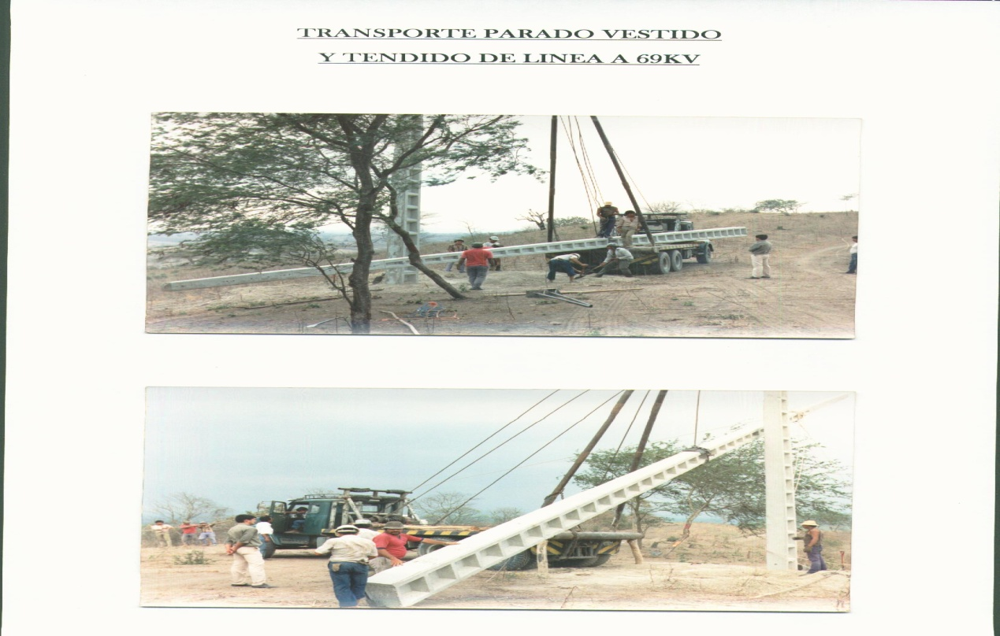 TRANSPORTE PARADO VESTIDO
Y TENDIDO DE LINEA A 69KV